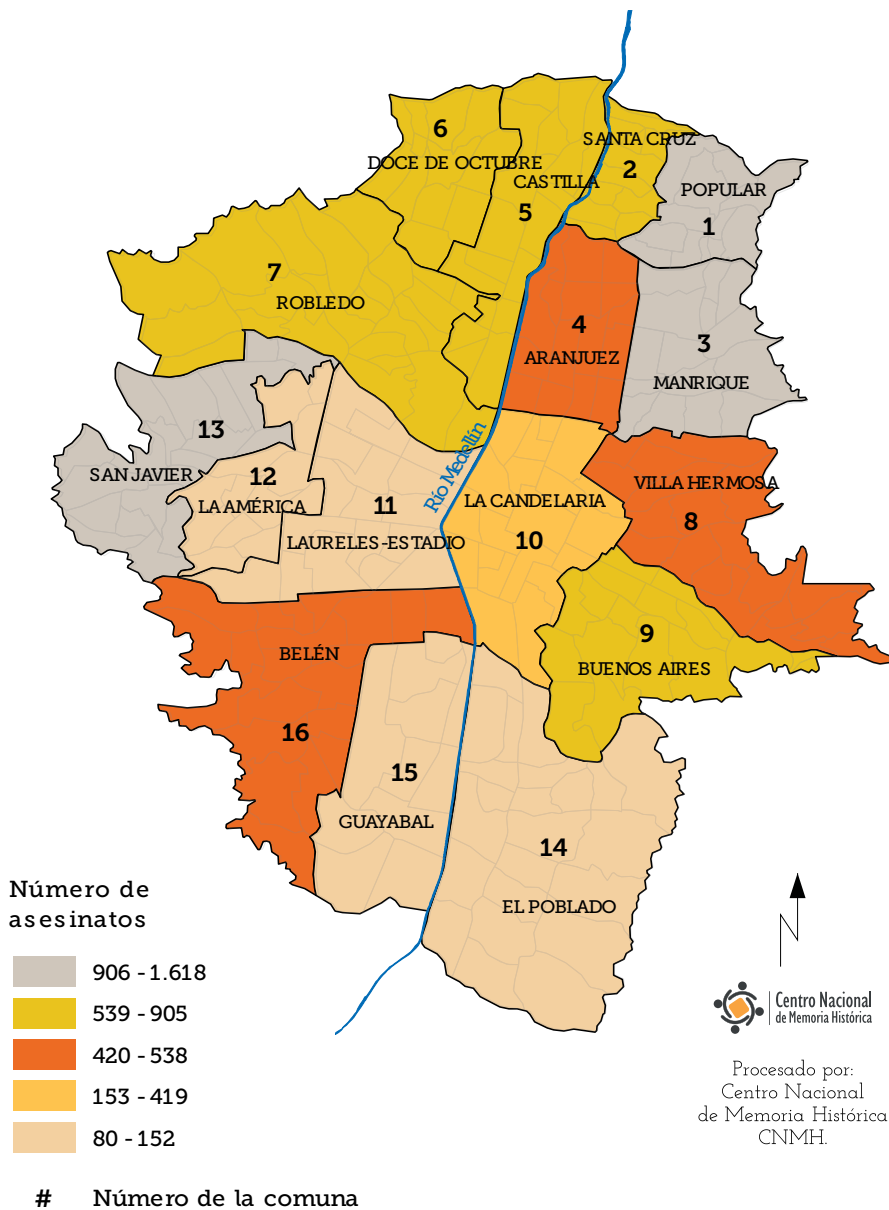 6
DOCE DE OCTUBRE
SANTA CRUZ
2
CASTILLA
5
POPULAR
1
7
ROBLEDO
4
ARANJUEZ
3
MANRIQUE
13
SAN JAVIER
12
LA AMÉRICA
11
LAURELES-ESTADIO
Río Medellín
LA CANDELARIA
10
VILLA HERMOSA
8
9
BUENOS AIRES
BELÉN
16
15
GUAYABAL
14
EL POBLADO
Número de
asesinatos
906 - 1.618
539 - 905
420 - 538
153 - 419
80 - 152
# Número de la comuna
Centro Nacional
de Memoria Histórica
Procesado por:
Centro Nacional
de Memoria Histórica
CNMH.